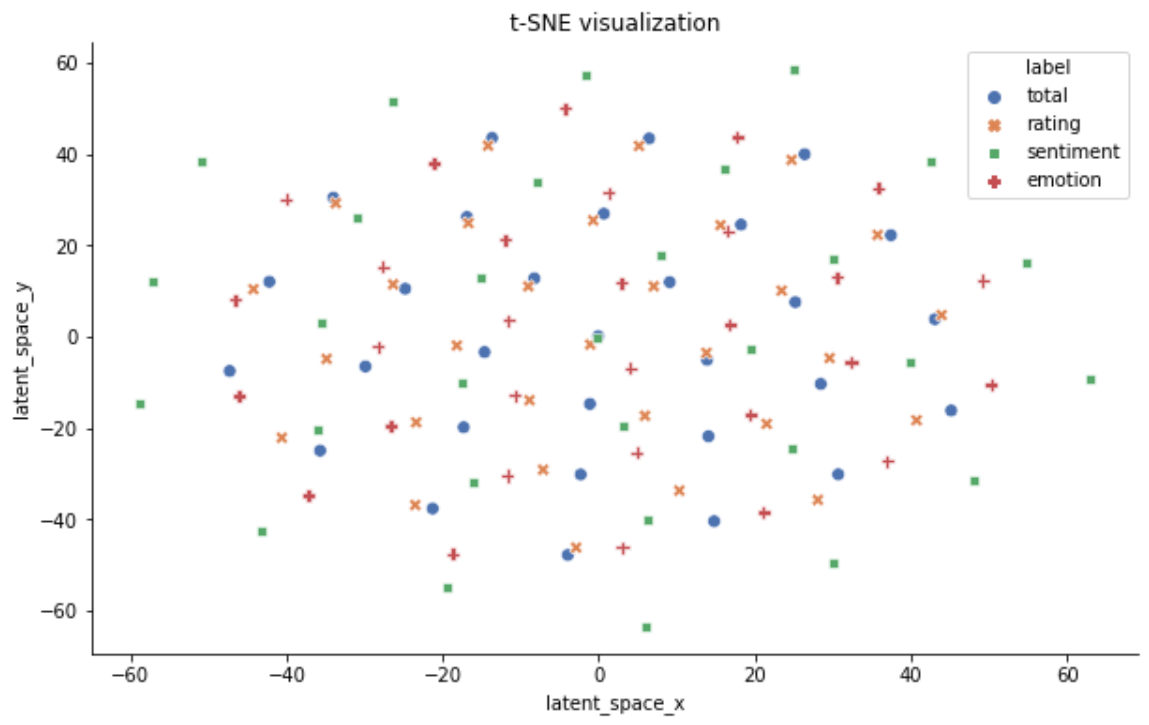 t-SNE visualization
label
total
rating
sentiment
emotion
60
40
20
0
−20
−40
−60
latent_space_y
−60 −40 −20 0 20 40 60
latent_space_x